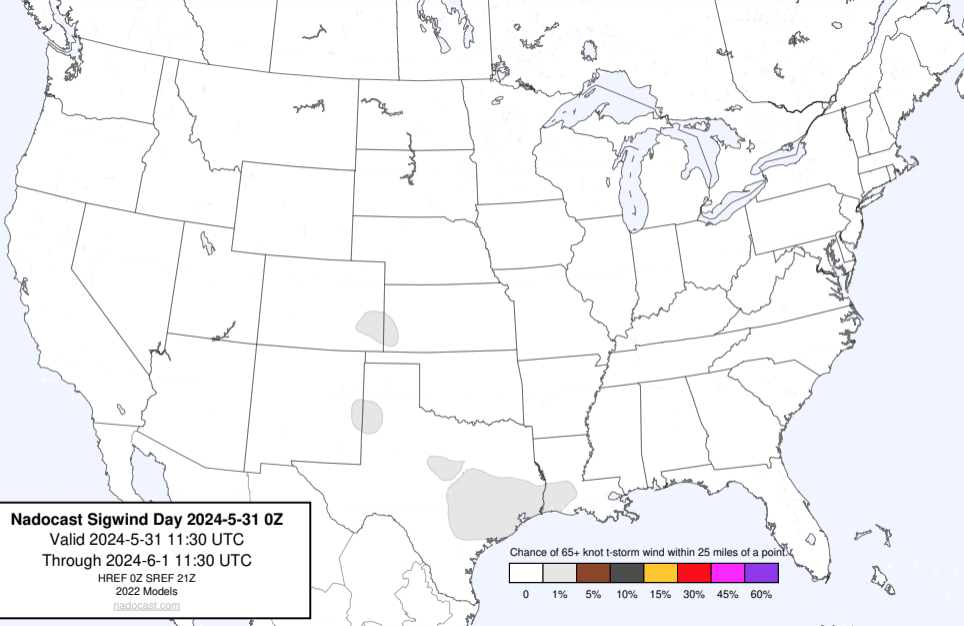 Nadocast Sigwind Day 2024-5-31 0Z
Valid 2024-5-31 11:30 UTC
Through 2024-6-1 11:30 UTC
HREF 0Z SREF 21Z
2022 Models
nadocast.com
Chance of 65+ knot t-storm wind within 25 miles of a point.
0 1% 5% 10% 15% 30% 45% 60%